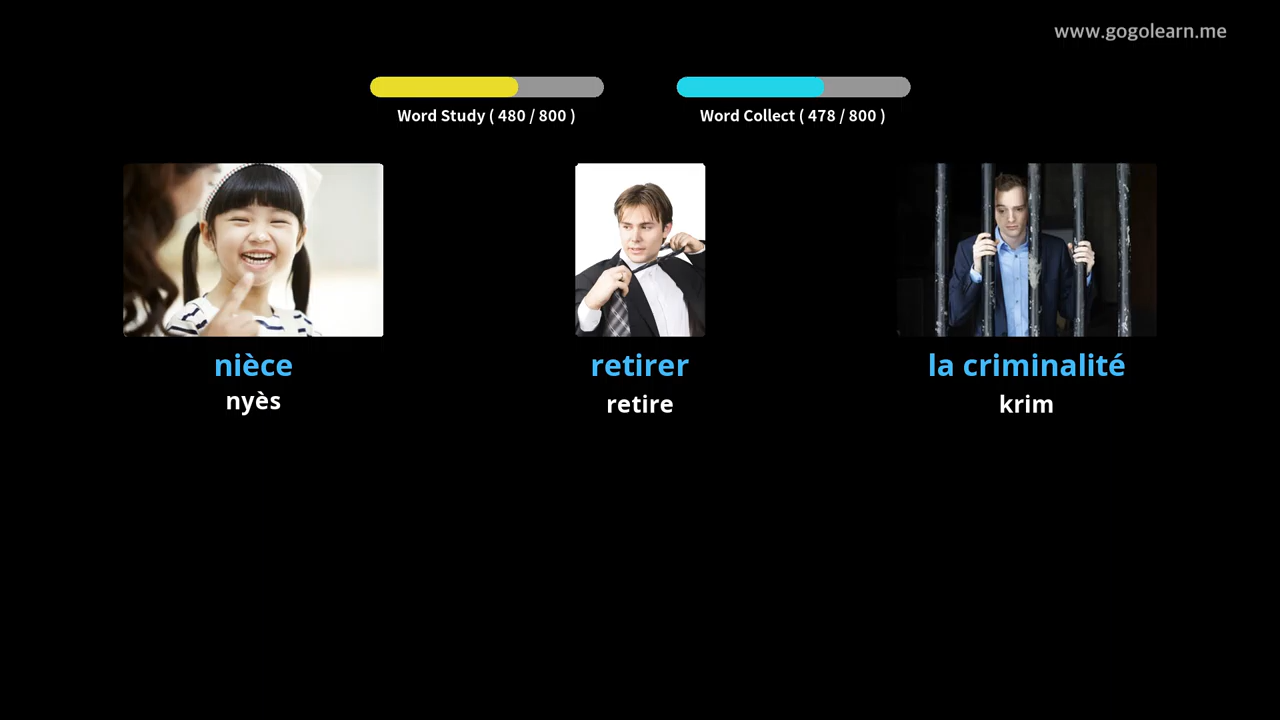 www.gogolearn.me
Word Study ( 480 / 800 )
Word Collect ( 478 / 800 )
nièce
nyès
retirer
retire
la criminalité
krim